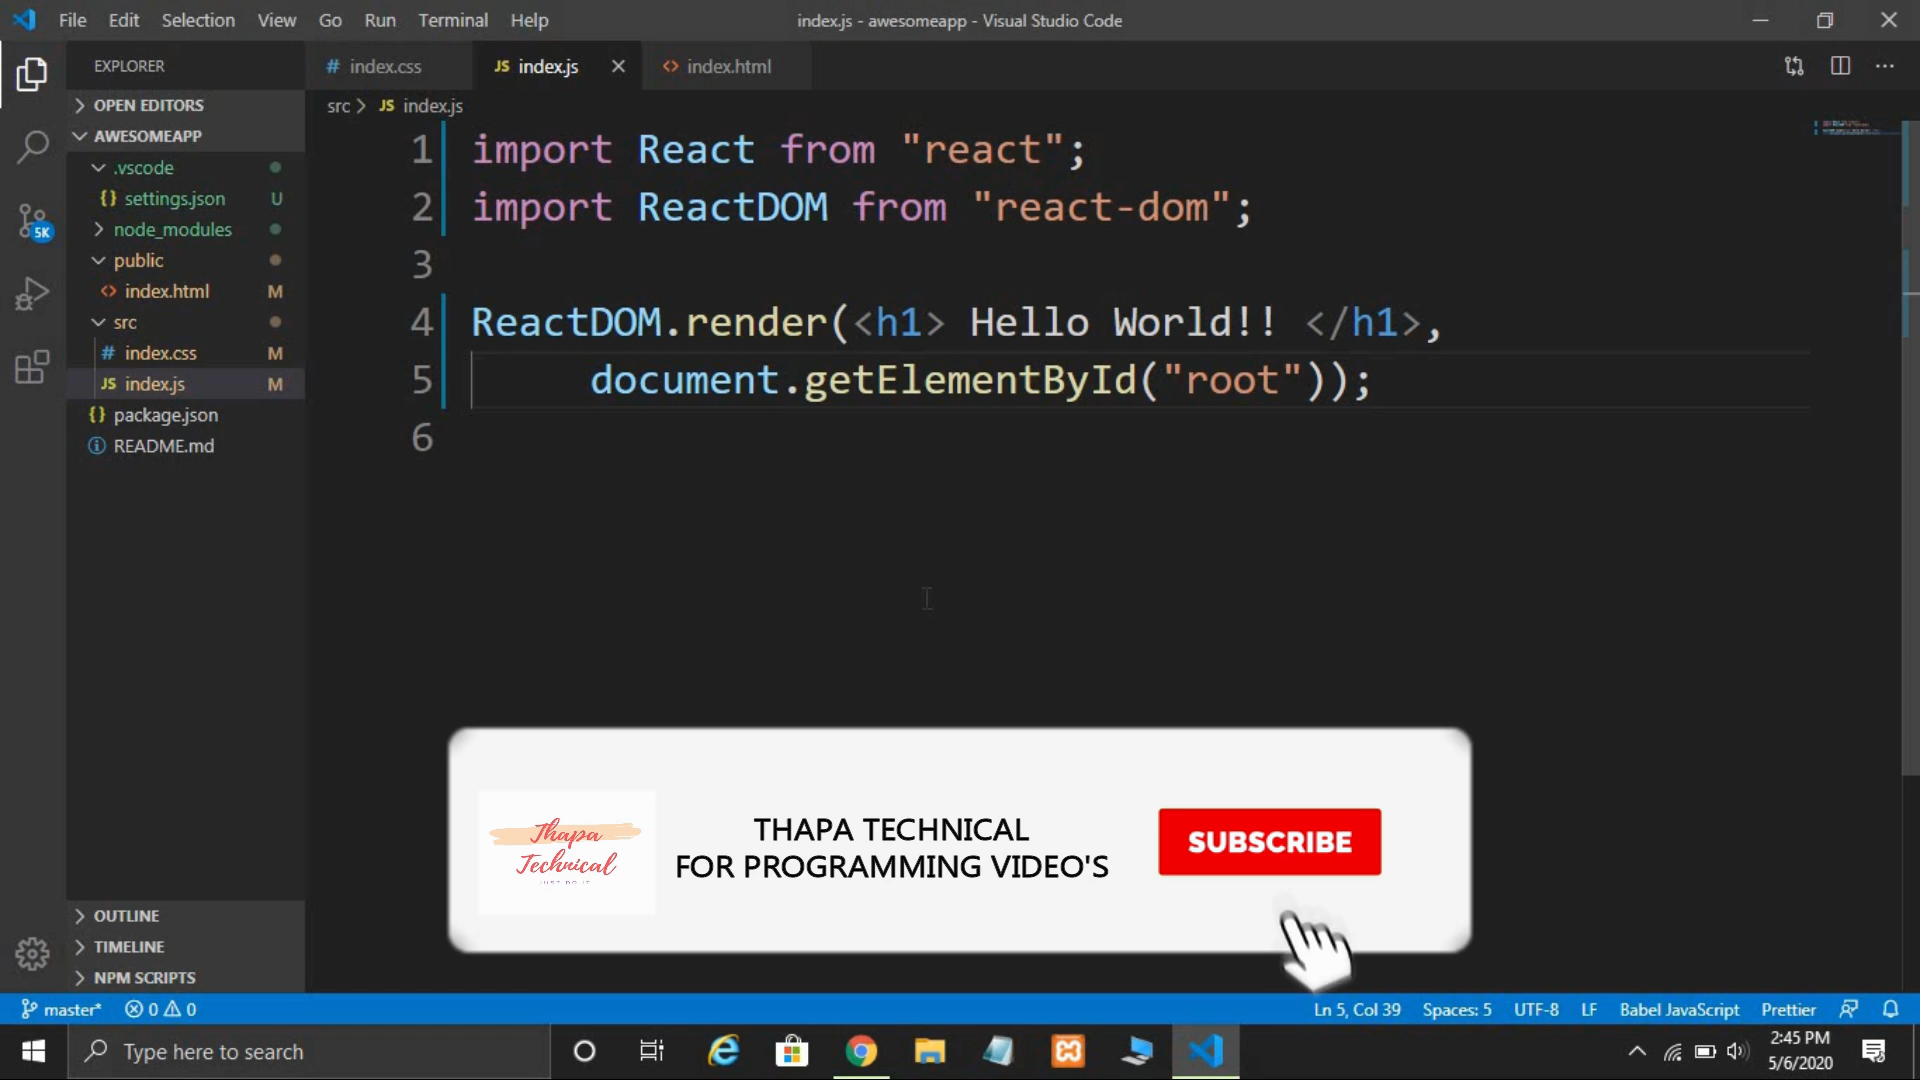 File Edit Selection View Go Run Terminal Help
index.js - awesomeapp - Visual Studio Code
EXPLORER
# index.css
JS index.js
<> index.html
OPEN EDITORS
src > JS index.js
AWESOMEAPP
.vscode
{} settings.json U
node_modules
public
<> index.html M
src
# index.css M
JS index.js M
{} package.json
README.md
5K
1 import React from "react";
2 import ReactDOM from "react-dom";
3
4 ReactDOM.render(<h1> Hello World!! </h1>,
5 document.getElementById("root"));
6
Thapa
Technical
JUST DO IT
THAPA TECHNICAL
FOR PROGRAMMING VIDEO'S
SUBSCRIBE
OUTLINE
TIMELINE
NPM SCRIPTS
master* 0 0
Ln 5, Col 39 Spaces: 5 UTF-8 LF Babel JavaScript Prettier
Type here to search
2:45 PM
5/6/2020